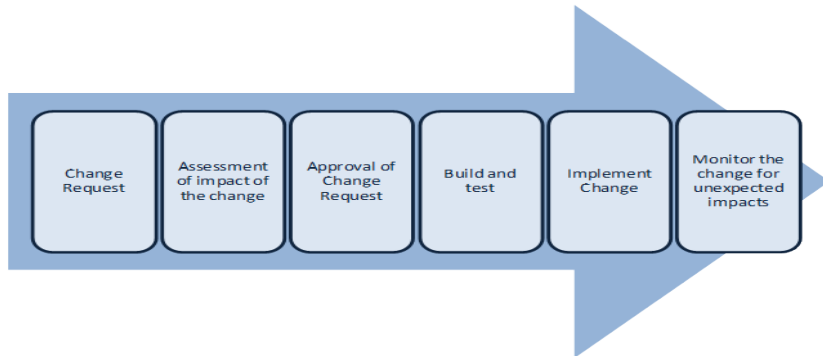 Change
Request
Assessment
of impact of
the change
Approval of
Change
Request
Build and
test
Implement
Change
Monitor the
change for
unexpected
impacts